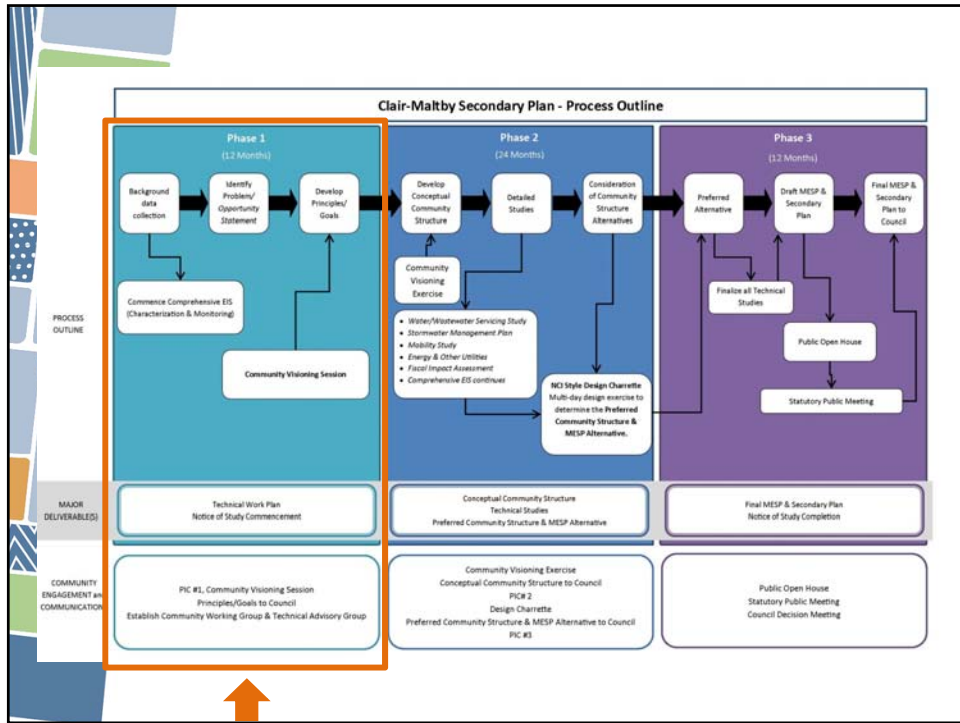 Clair-Maltby Secondary Plan - Process Outline
Phase 1
(12 Months)
Background
data
collection
Identify
Problem/
Opportunity
Statement
Develop
Principles/
Goals
Commence Comprehensive EIS
(Characterization & Monitoring)
Community Visioning Session
Phase 2
(24 Months)
Develop
Conceptual
Community
Structure
Detailed
Studies
Consideration
of Community
Structure
Alternatives
Community
Visioning
Exercise
• Water/Wastewater Servicing Study
• Stormwater Management Plan
• Mobility Study
• Energy & Other Utilities
• Fiscal Impact Assessment
• Comprehensive EIS continues
NCI Style Design Charrette
Multi-day design exercise to
determine the Preferred
Community Structure &
MESP Alternative.
Phase 3
(12 Months)
Preferred
Alternative
Draft MESP &
Secondary
Plan
Final MESP &
Secondary
Plan to
Council
Finalize all Technical
Studies
Public Open House
Statutory Public Meeting
PROCESS
OUTLINE
MAJOR
DELIVERABLE(S)
Technical Work Plan
Notice of Study Commencement
Conceptual Community Structure
Technical Studies
Preferred Community Structure & MESP Alternative
Final MESP & Secondary Plan
Notice of Study Completion
COMMUNITY
ENGAGEMENT and
COMMUNICATION
PIC #1, Community Visioning Session
Principles/Goals to Council
Establish Community Working Group & Technical Advisory Group
Community Visioning Exercise
Conceptual Community Structure to Council
PIC# 2
Design Charrette
Preferred Community Structure & MESP Alternative to Council
PIC #3
Public Open House
Statutory Public Meeting
Council Decision Meeting